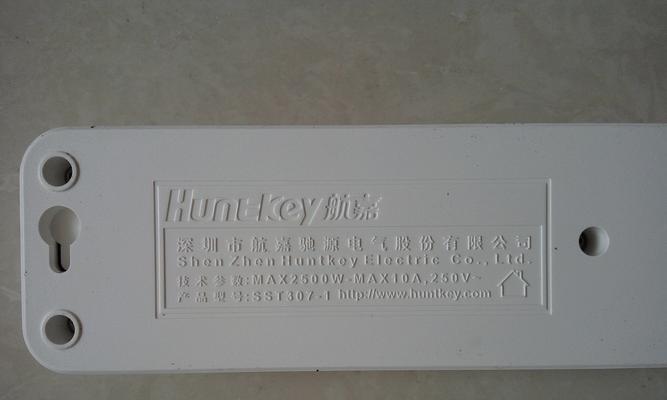 Huntkey航嘉
深圳市航嘉驰源电气股份有限公司
Shen Zhen Huntkey Electric Co.,Ltd.
技术参数:MAX2500W-MAX10A,250V~
产品型号:SST307-1 http://www.huntkey.com/